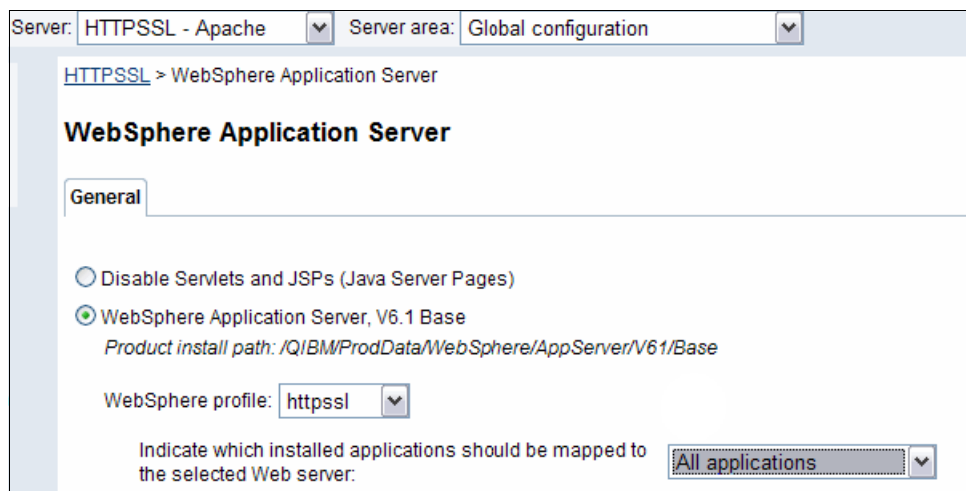 Server: HTTPSSL - Apache Server area: Global configuration
HTTPSSL > WebSphere Application Server
WebSphere Application Server
General
Disable Servlets and JSPs (Java Server Pages)
WebSphere Application Server, V6.1 Base
Product install path: /QIBM/ProdData/WebSphere/AppServer/V61/Base
WebSphere profile: httpssl
Indicate which installed applications should be mapped to
the selected Web server: All applications